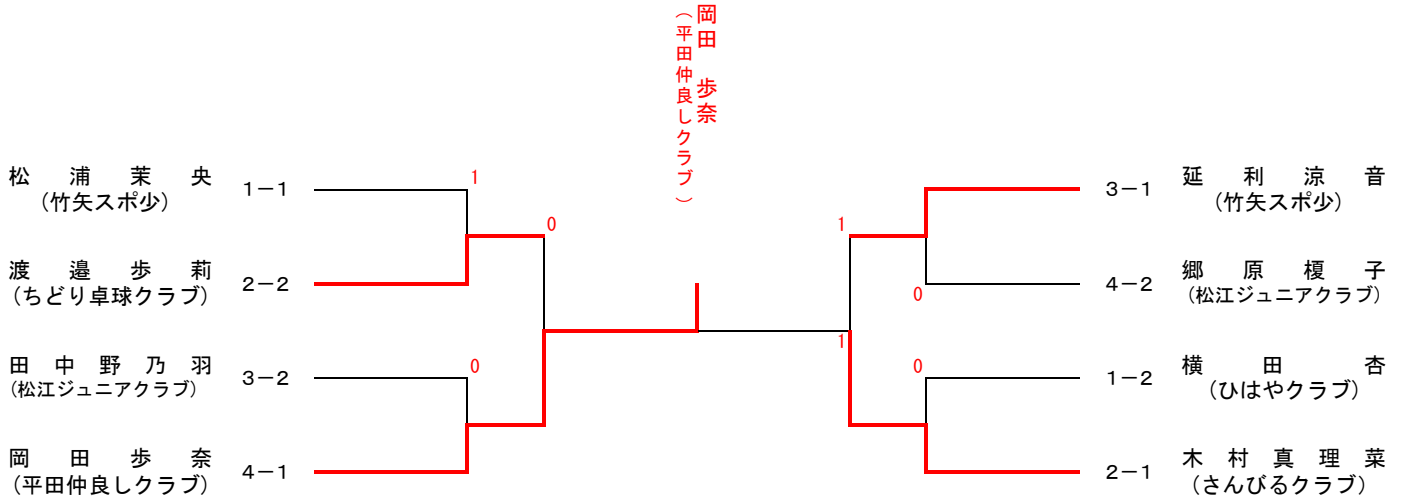 岡田 歩奈
（平田仲良しクラブ）
松浦茉央
(竹矢スポ少)
1－1
1
渡邉歩莉
(ちどり卓球クラブ)
2－2
0
田中野乃羽
(松江ジュニアクラブ)
3－2
0
岡田歩奈
(平田仲良しクラブ)
4－1
1
3－1
延利涼音
(竹矢スポ少)
0
4－2
郷原榎子
(松江ジュニアクラブ)
1
0
1－2
横田杏
(ひはやクラブ)
2－1
木村真理菜
(さんびるクラブ)